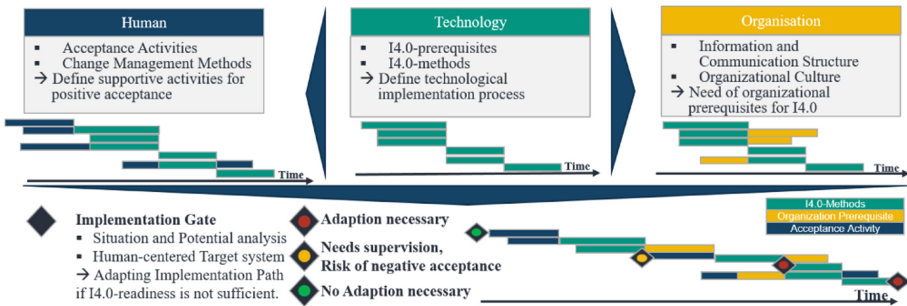 Human
▪ Acceptance Activities
▪ Change Management Methods
→ Define supportive activities for
positive acceptance
Time
Technology
▪ I4.0-prerequisites
▪ I4.0-methods
→ Define technological
implementation process
Time
Organisation
▪ Information and
Communication Structure
▪ Organizational Culture
→ Need of organizational
prerequisites for I4.0
Time
Implementation Gate
▪ Situation and Potential analysis
▪ Human-centered Target system
→ Adapting Implementation Path
if I4.0-readiness is not sufficient.
Adaption necessary
Needs supervision,
Risk of negative acceptance
No Adaption necessary
I4.0-Methods
Organization Prerequisite
Acceptance Activity
Time